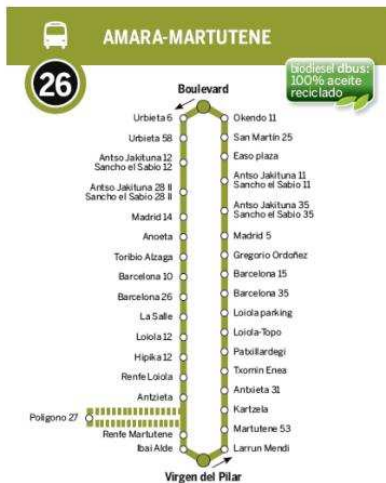 AMARA-MARTUTENE
26
biodiesel dbus:
100% aceite
reciclado
Boulevard
Urbieta 6
Urbieta 58
Antso Jakituna 12
Sancho el Sabio 12
Antso Jakituna 28 II
Sancho el Sabio 28 II
Madrid 14
Anoeta
Toribio Alzaga
Barcelona 10
Barcelona 26
La Salle
Loiola 12
Hipika 12
Renfe Loiola
Antzieta
Poligono 27
Renfe Martutene
Ibai Alde
Okendo 11
San Martín 25
Easo plaza
Antso Jakituna 11
Sancho el Sabio 11
Antso Jakituna 35
Sancho el Sabio 35
Madrid 5
Gregorio Ordoñez
Barcelona 15
Barcelona 35
Loiola parking
Loiola-Topo
Patxillardegi
Txomin Enea
Antxieta 31
Kartzela
Martutene 53
Larrun Mendi
Virgen del Pilar